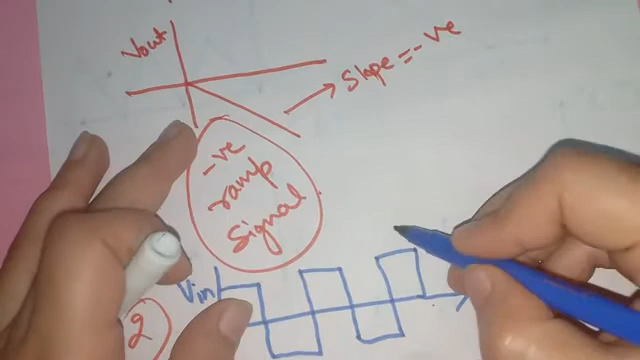 Vout
Slope = -ve
-ve
ramp
signal
Vin
2